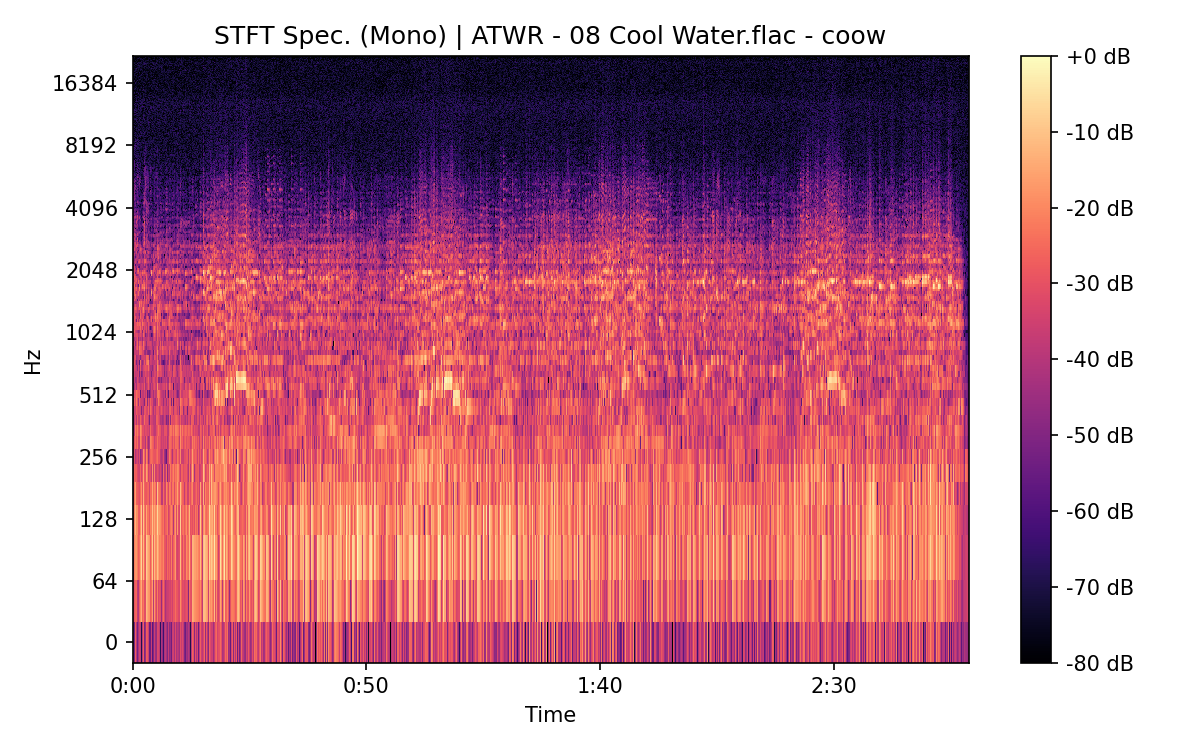 STFT Spec. (Mono) | ATWR - 08 Cool Water.flac - coow
16384
8192
4096
2048
1024
512
256
128
64
0
Hz
0:00
0:50
1:40
2:30
Time
+0 dB
-10 dB
-20 dB
-30 dB
-40 dB
-50 dB
-60 dB
-70 dB
-80 dB